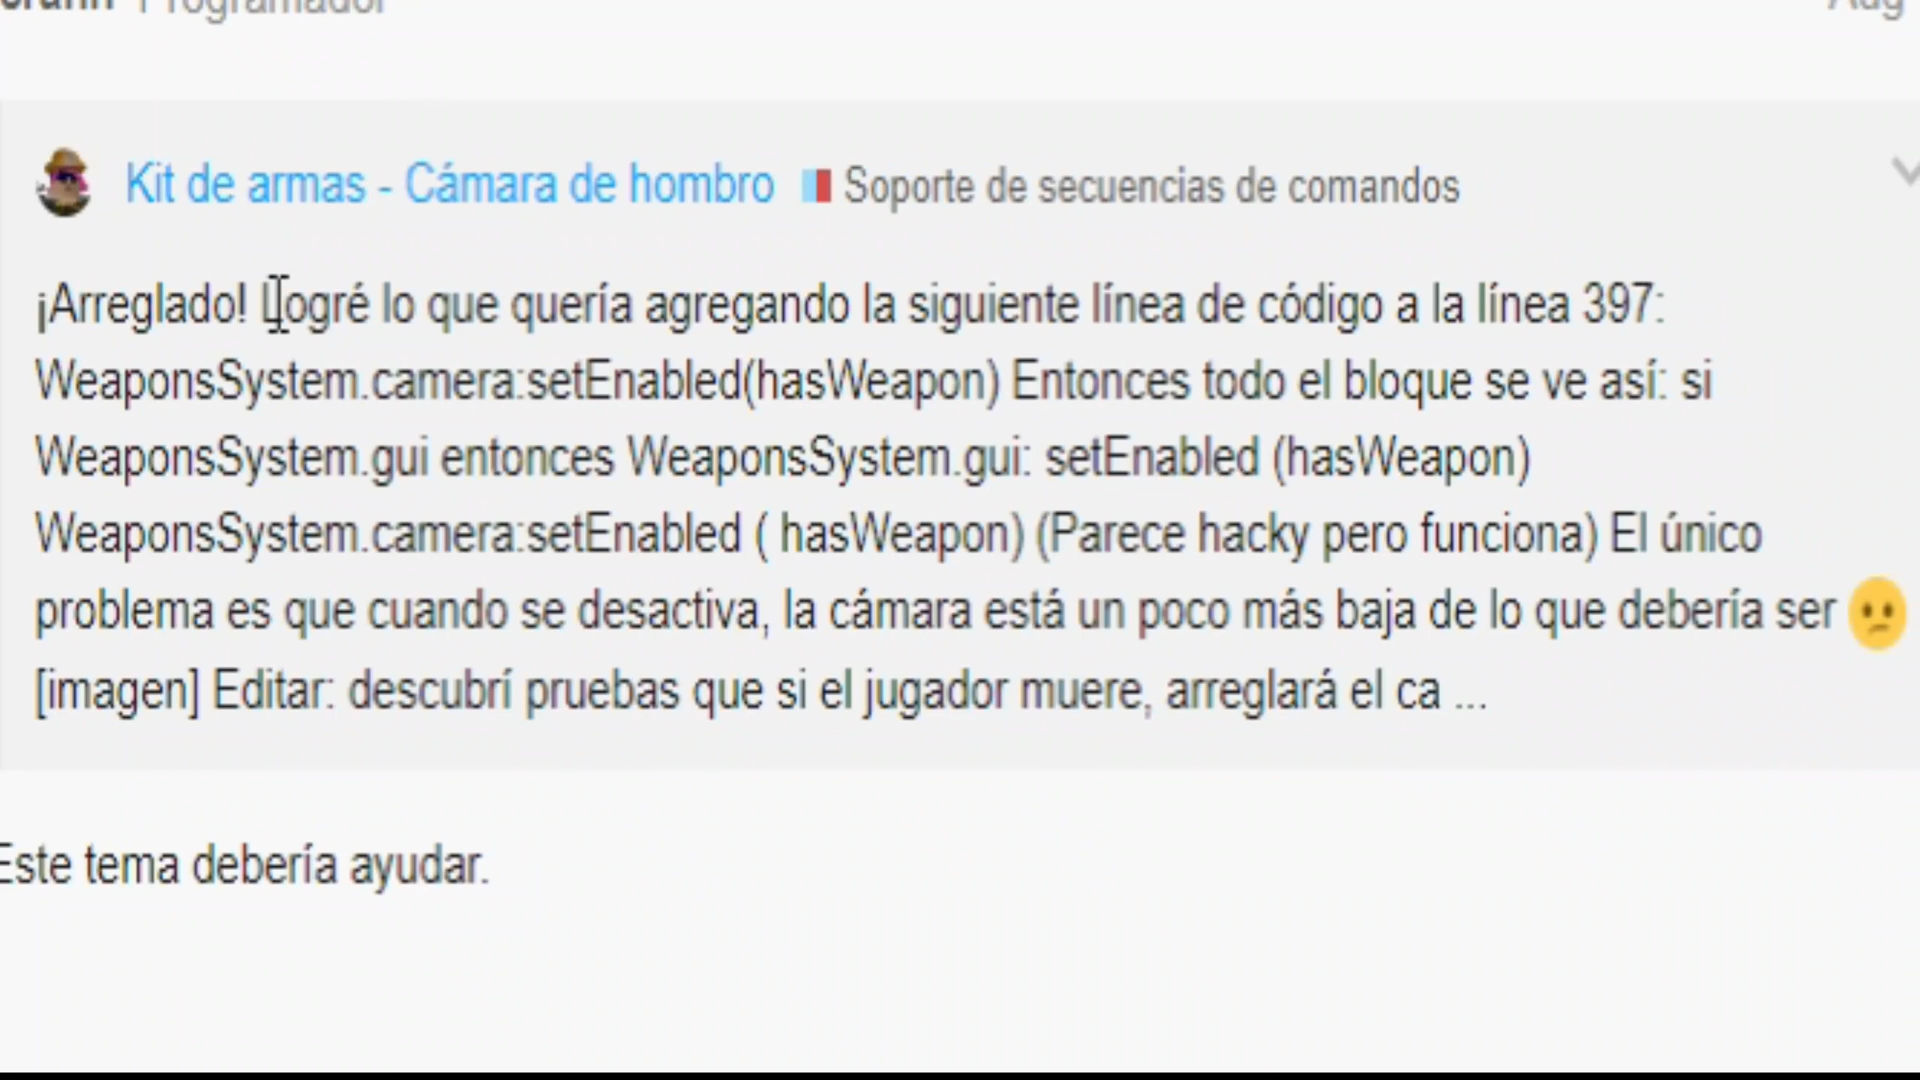 Programador
Aug
Kit de armas - Cámara de hombro Soporte de secuencias de comandos
¡Arreglado! Logré lo que quería agregando la siguiente línea de código a la línea 397:
WeaponsSystem.camera:setEnabled(hasWeapon) Entonces todo el bloque se ve así: si
WeaponsSystem.gui entonces WeaponsSystem.gui: setEnabled (hasWeapon)
WeaponsSystem.camera:setEnabled ( hasWeapon) (Parece hacky pero funciona) El único
problema es que cuando se desactiva, la cámara está un poco más baja de lo que debería ser
[imagen] Editar: descubrí pruebas que si el jugador muere, arreglará el ca ...
Este tema debería ayudar.